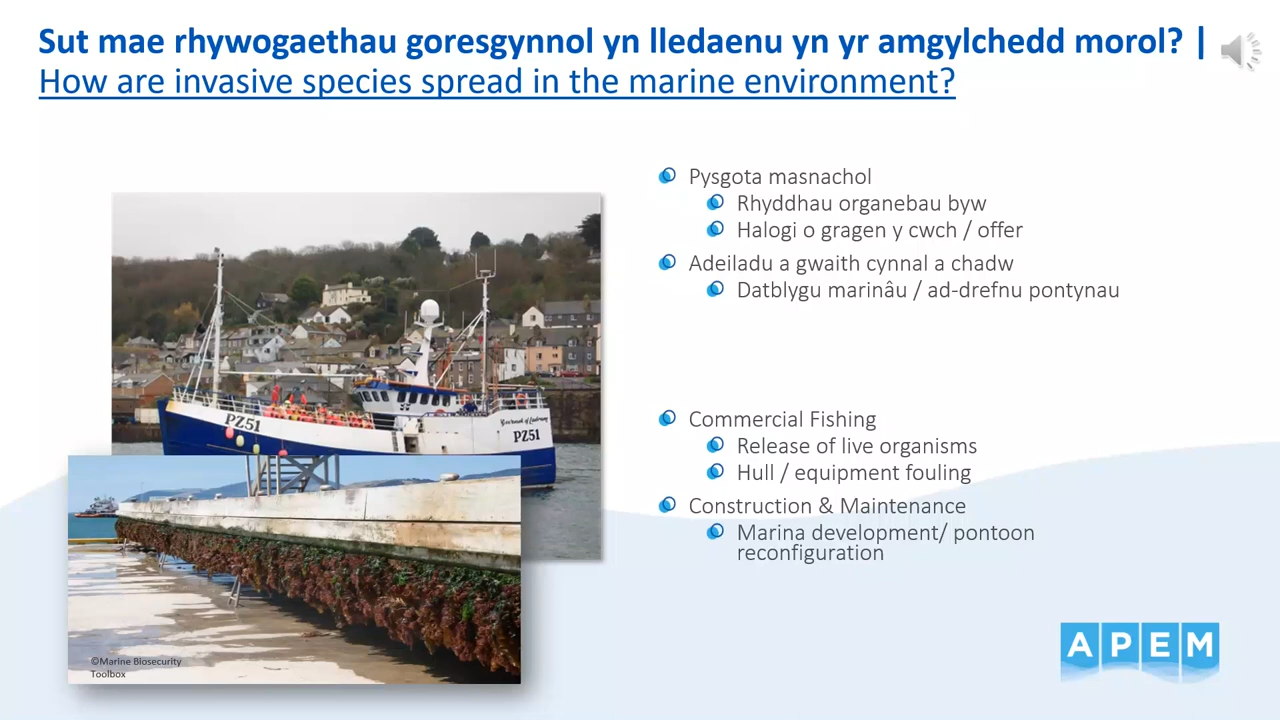 Sut mae rhywogaethau goresgynnol yn lledaenu yn yr amgylchedd morol? |
How are invasive species spread in the marine environment?
Pysgota masnachol
Rhyddhau organebau byw
Halogi o gragen y cwch / offer
Adeiladu a gwaith cynnal a chadw
Datblygu marinâu / ad-drefnu pontynau
Commercial Fishing
Release of live organisms
Hull / equipment fouling
Construction & Maintenance
Marina development/ pontoon
reconfiguration
PZ51
PZ51
©Marine Biosecurity
Toolbox
APEM